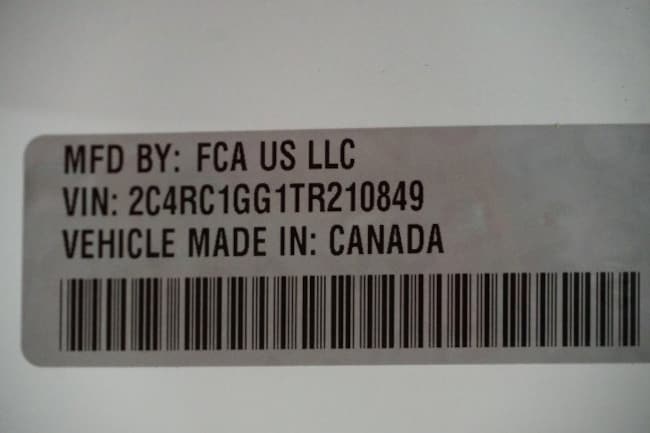 MFD BY: FCA US LLC
VIN: 2C4RC1GG1TR210849
VEHICLE MADE IN: CANADA